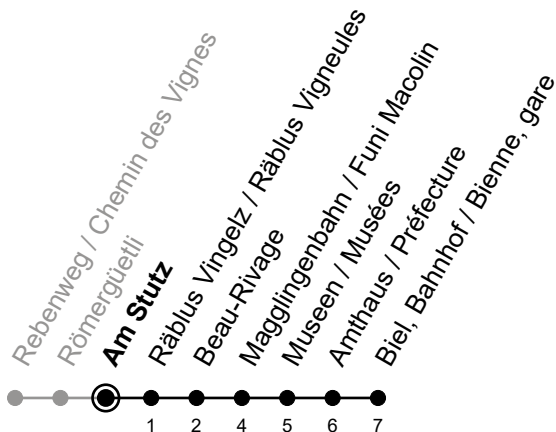 Rebenweg / Chemin des Vignes
Römergüetli
Am Stutz
Räblus Vingelz / Räblus Vigneules
Beau-Rivage
Magglingenbahn / Funi Macolin
Museen / Musées
Amthaus / Préfecture
Biel, Bahnhof / Bienne, gare
1 2 4 5 6 7